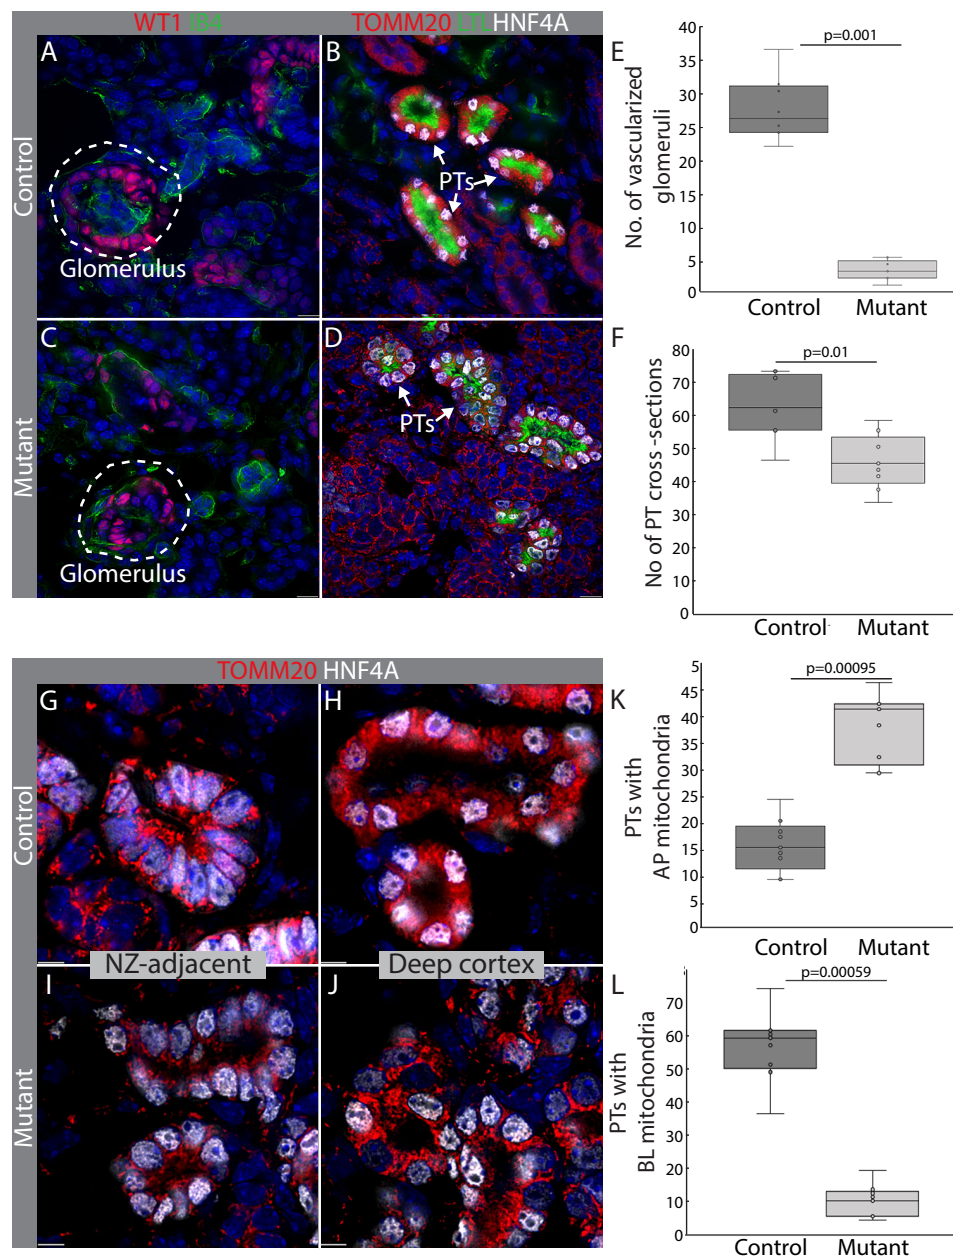 WT1 IB4
TOMM20 LTL HNF4A
Control
A
Glomerulus
B
PTs
Mutant
C
Glomerulus
D
PTs
E
p=0.001
No. of vascularized
glomeruli
40
35
30
25
20
15
10
5
0
Control Mutant
F
p=0.01
No of PT cross-sections
80
70
60
50
40
30
20
10
0
Control Mutant
TOMM20 HNF4A
Control
G
H
NZ-adjacent
Deep cortex
Mutant
I
J
K
p=0.00095
PTs with
AP mitochondria
5
45
40
35
30
25
20
15
10
5
0
Control Mutant
L
p=0.00059
PTs with
BL mitochondria
70
60
50
40
30
20
10
0
Control Mutant